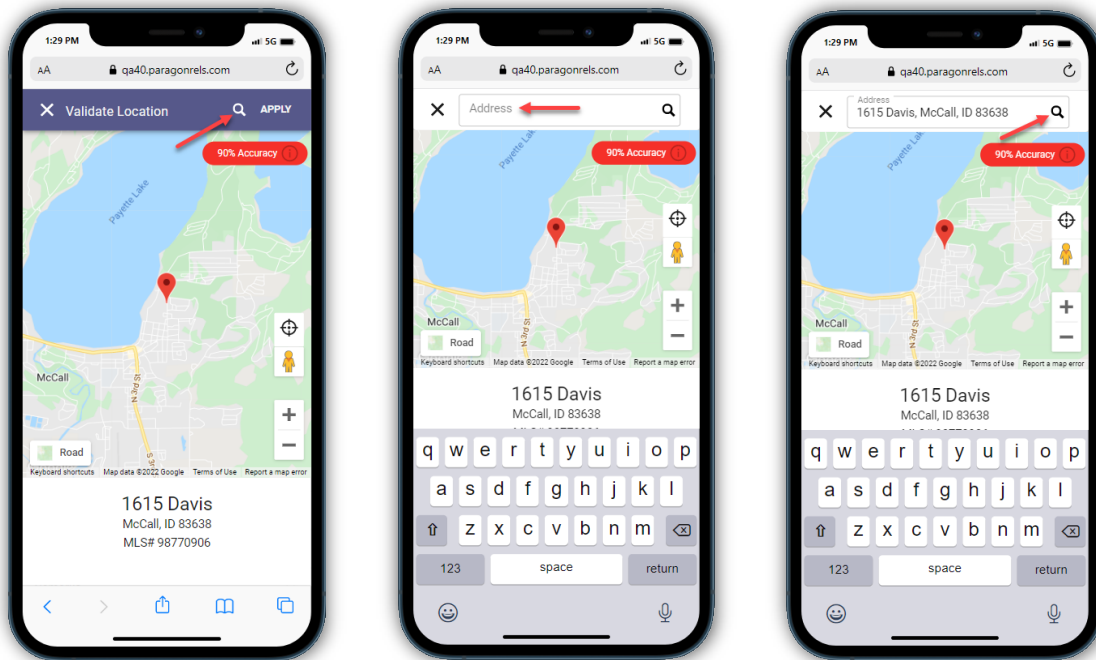 1:29 PM
5G
AA
qa40.paragonrels.com
Validate Location
APPLY
90% Accuracy
Payette Lake
McCall
N 3rd St
Road
Keyboard shortcuts
Map data ©2022 Google
Terms of Use
Report a map error
1615 Davis
McCall, ID 83638
MLS# 98770906
1:29 PM
5G
AA
qa40.paragonrels.com
Address
90% Accuracy
Payette Lake
McCall
N 3rd St
Road
Keyboard shortcuts
Map data ©2022 Google
Terms of Use
Report a map error
1615 Davis
McCall, ID 83638
q w e r t y u i o p
a s d f g h j k l
z x c v b n m
123
space
return
1:29 PM
5G
AA
qa40.paragonrels.com
Address
1615 Davis, McCall, ID 83638
90% Accuracy
Payette Lake
McCall
N 3rd St
Road
Keyboard shortcuts
Map data ©2022 Google
Terms of Use
Report a map error
1615 Davis
McCall, ID 83638
q w e r t y u i o p
a s d f g h j k l
z x c v b n m
123
space
return